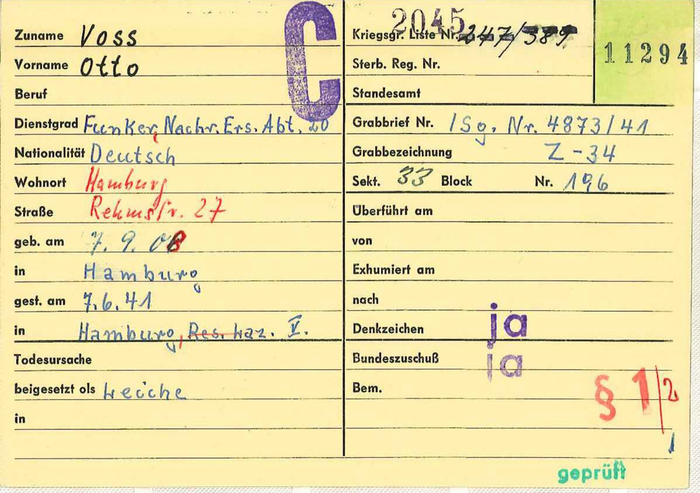 C
2045
11294
Zuname Voss
Vorname Otto
Beruf
Dienstgrad Funker, Nachr. Ers. Abt. 20
Nationalität Deutsch
Wohnort Hamburg
Straße Rehmstr. 27
geb. am 7. 9. 08
in Hamburg
gest. am 7.6.41
in Hamburg, Res. Laz. V.
Todesursache
beigesetzt als Leiche
in
Kriegsgr. Liste Nr. 247/389
Sterb. Reg. Nr.
Standesamt
Grabbrief Nr. /Sg. Nr. 4873/41
Grabbezeichnung Z-34
Sekt. 33 Block Nr. 196
Überführt am
von
Exhumiert am
nach
Denkzeichen ja
Bundeszuschuß ja
Bem.
§ 1/2
1
geprüft